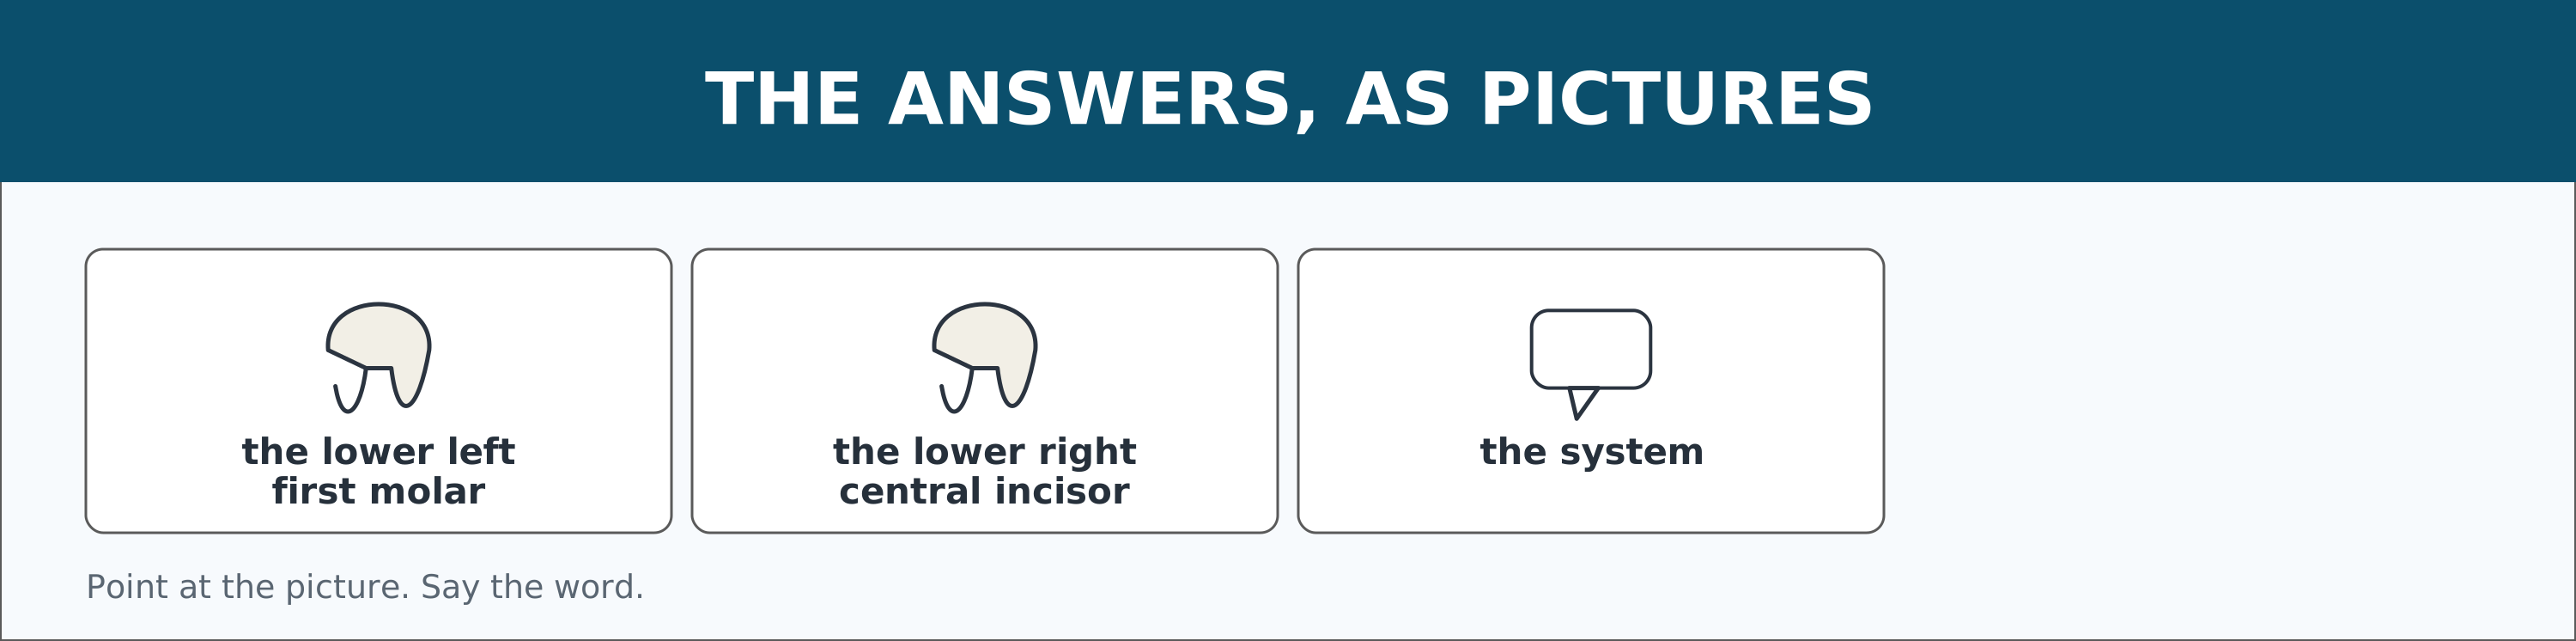 THE ANSWERS, AS PICTURES
the lower left
first molar
the lower right
central incisor
the system
Point at the picture. Say the word.